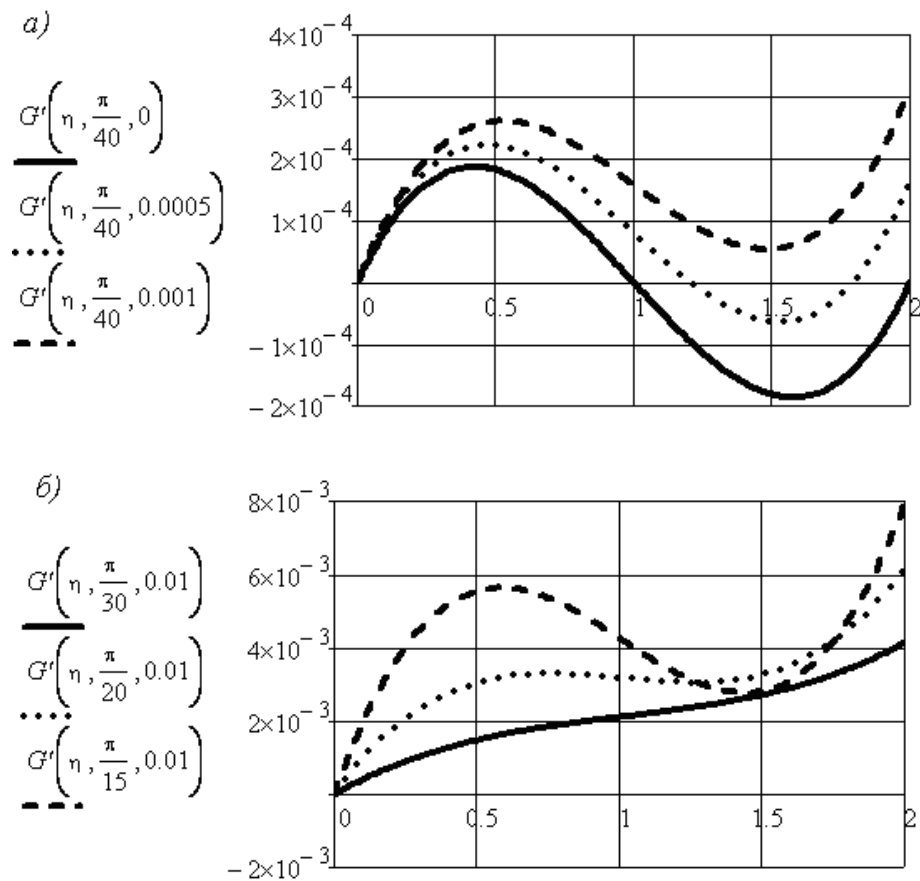 а)
G'(η, π/40, 0)
G'(η, π/40, 0.0005)
G'(η, π/40, 0.001)
4×10⁻⁴
3×10⁻⁴
2×10⁻⁴
1×10⁻⁴
−1×10⁻⁴
−2×10⁻⁴
0 0.5 1 1.5 2
б)
G'(η, π/30, 0.01)
G'(η, π/20, 0.01)
G'(η, π/15, 0.01)
8×10⁻³
6×10⁻³
4×10⁻³
2×10⁻³
−2×10⁻³
0 0.5 1 1.5 2